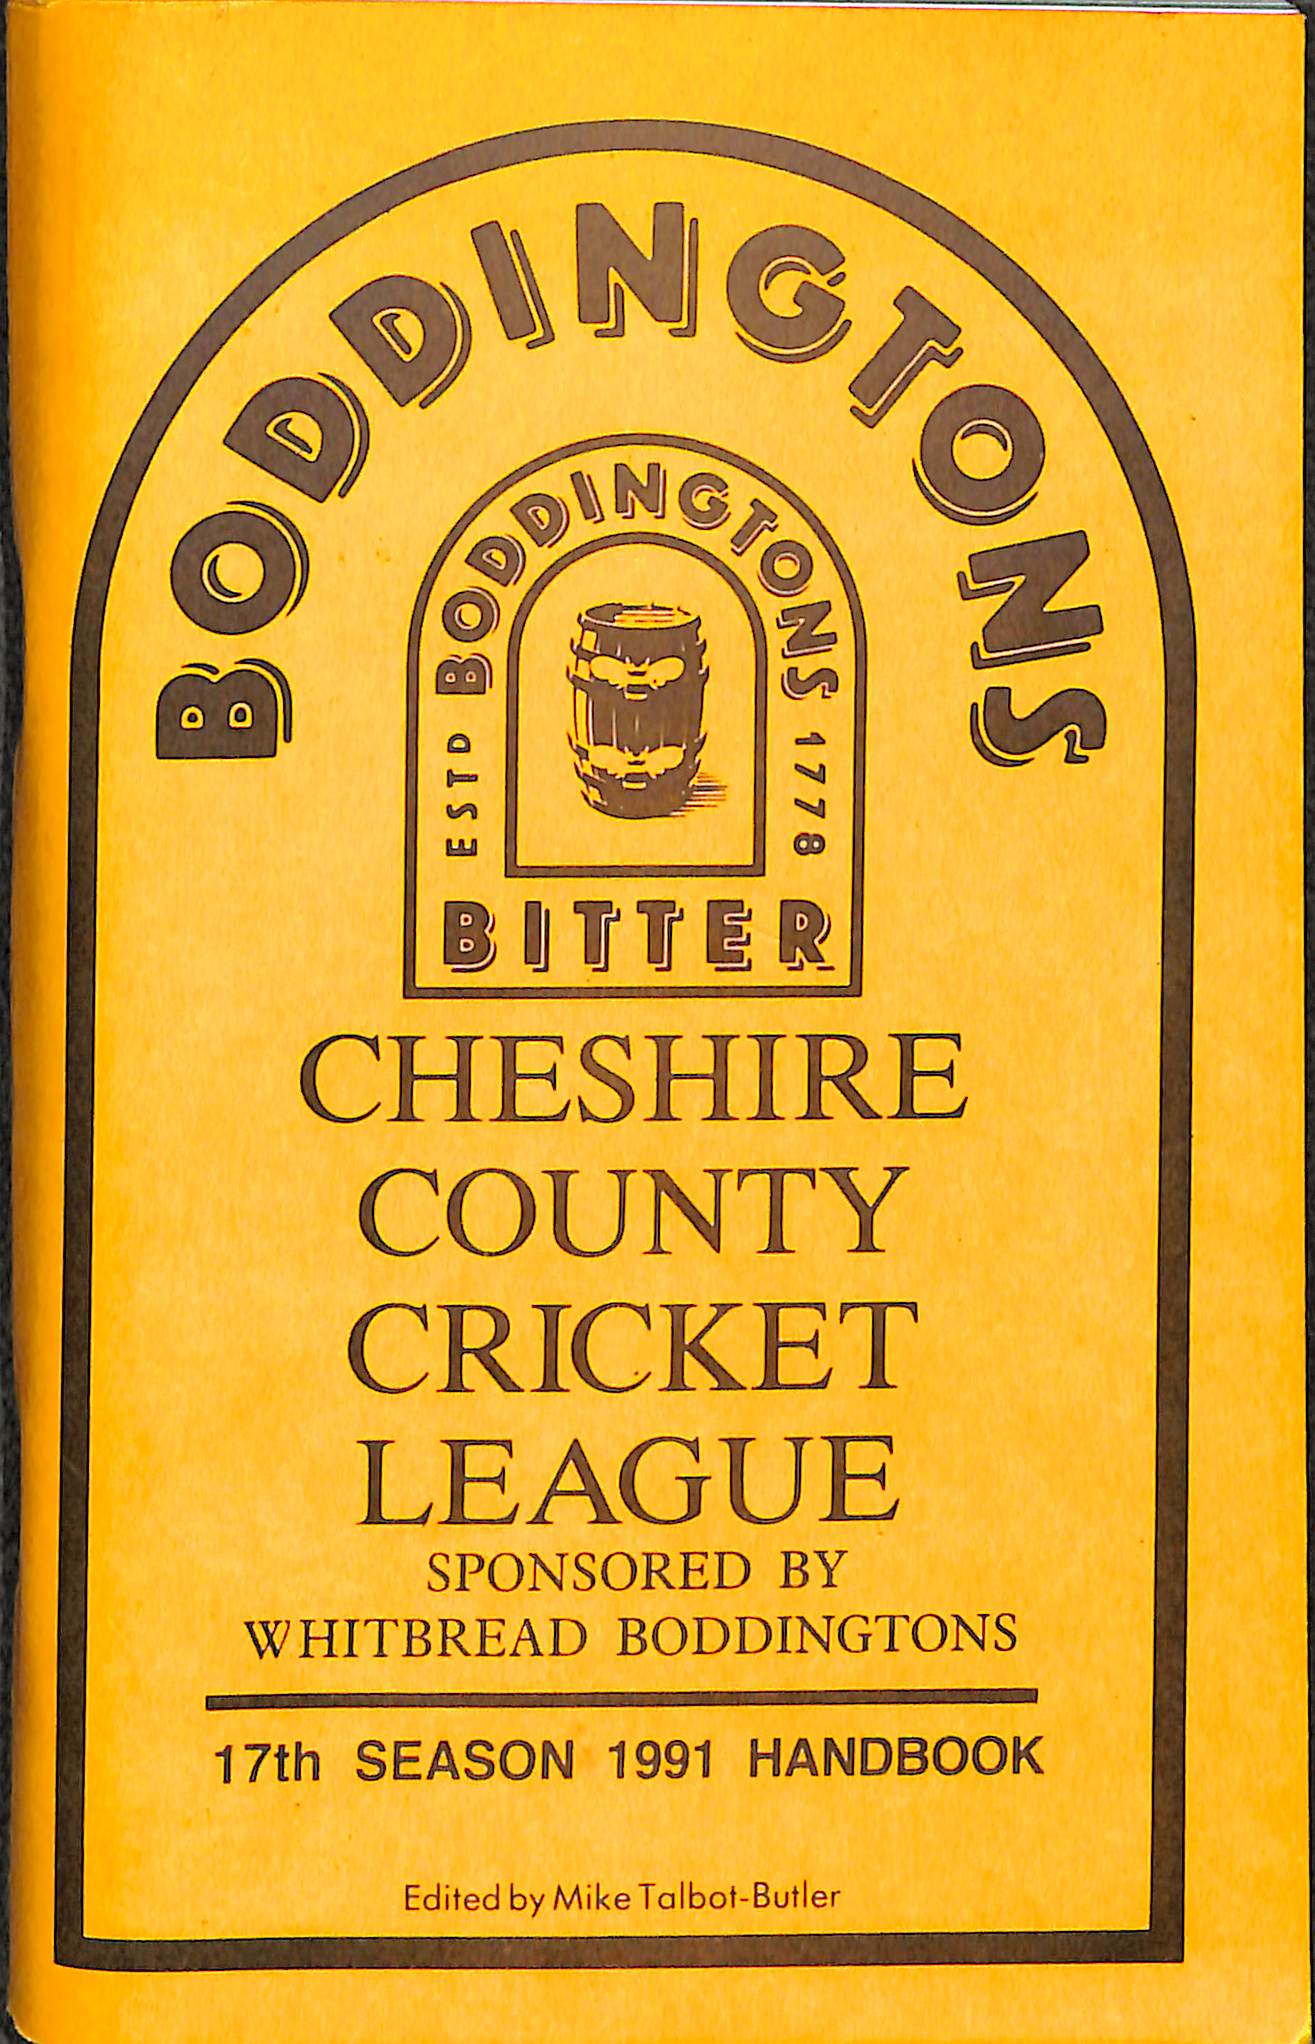 BODDINGTONS
BODDINGTONS
ESTD 1778
BITTER
CHESHIRE
COUNTY
CRICKET
LEAGUE
SPONSORED BY
WHITBREAD BODDINGTONS
17th SEASON 1991 HANDBOOK
Edited by Mike Talbot-Butler